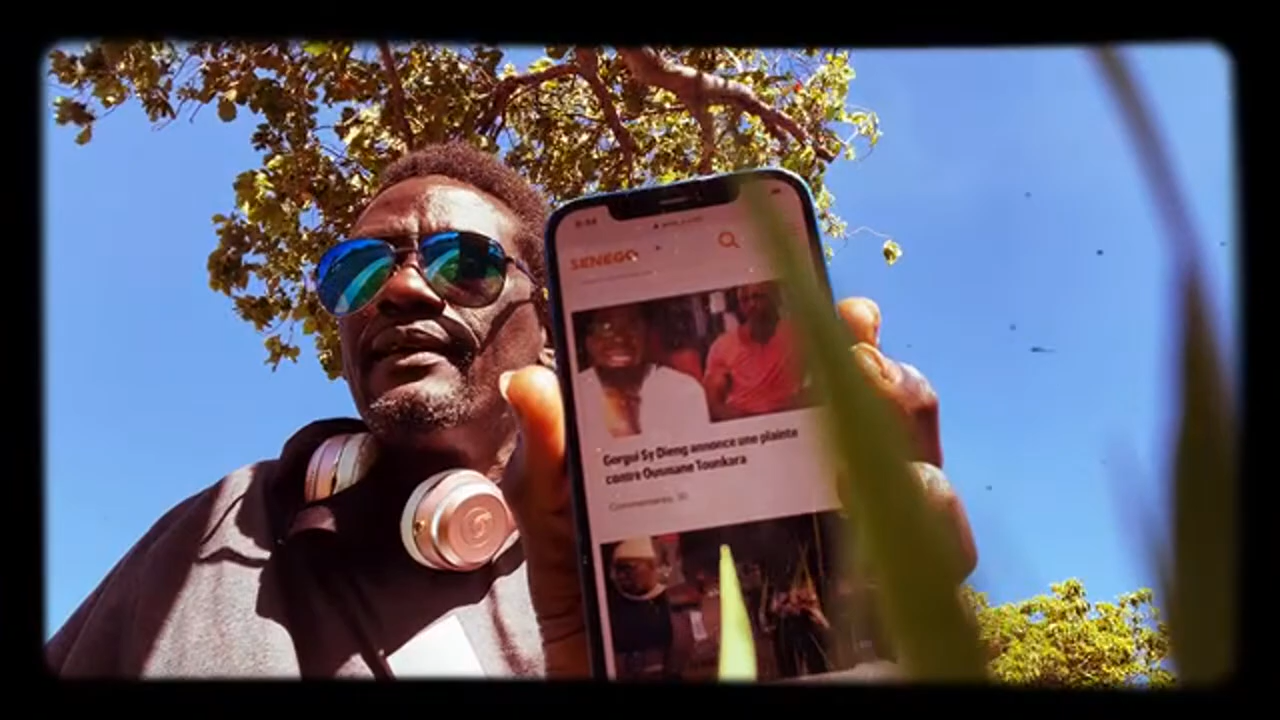 SENEGO
Gorgui Sy Dieng annonce une plainte
contre Ousmane Tounkara